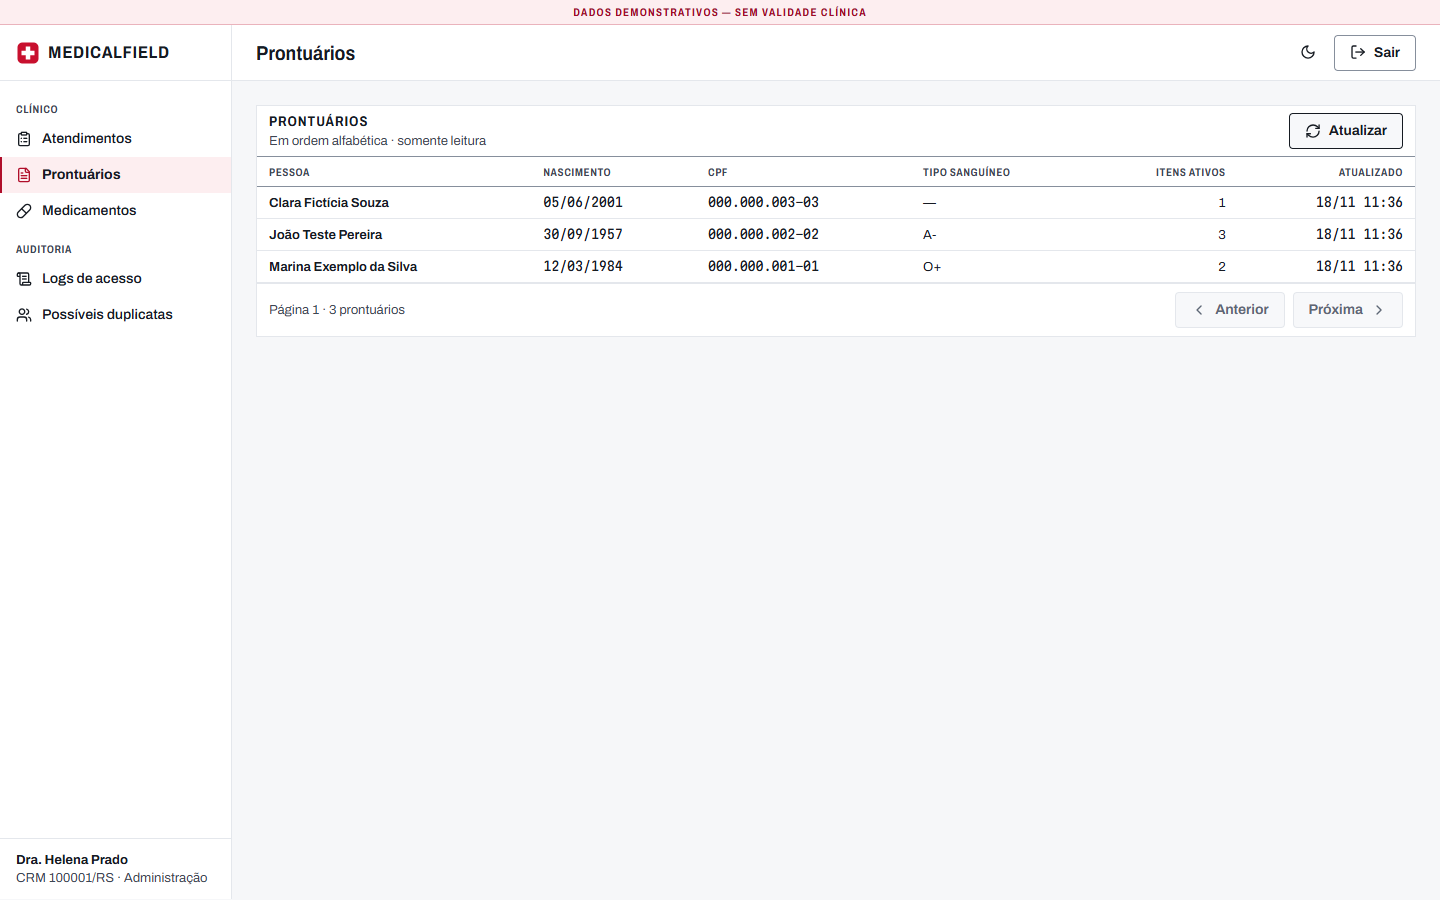 DADOS DEMONSTRATIVOS — SEM VALIDADE CLÍNICA
MEDICALFIELD
Prontuários
Sair
CLÍNICO
Atendimentos
Prontuários
Medicamentos
AUDITORIA
Logs de acesso
Possíveis duplicatas
PRONTUÁRIOS
Em ordem alfabética · somente leitura
Atualizar
PESSOA NASCIMENTO CPF TIPO SANGUÍNEO ITENS ATIVOS ATUALIZADO
Clara Fictícia Souza 05/06/2001 000.000.003-03 — 1 18/11 11:36
João Teste Pereira 30/09/1957 000.000.002-02 A- 3 18/11 11:36
Marina Exemplo da Silva 12/03/1984 000.000.001-01 O+ 2 18/11 11:36
Página 1 · 3 prontuários
Anterior
Próxima
Dra. Helena Prado
CRM 100001/RS · Administração